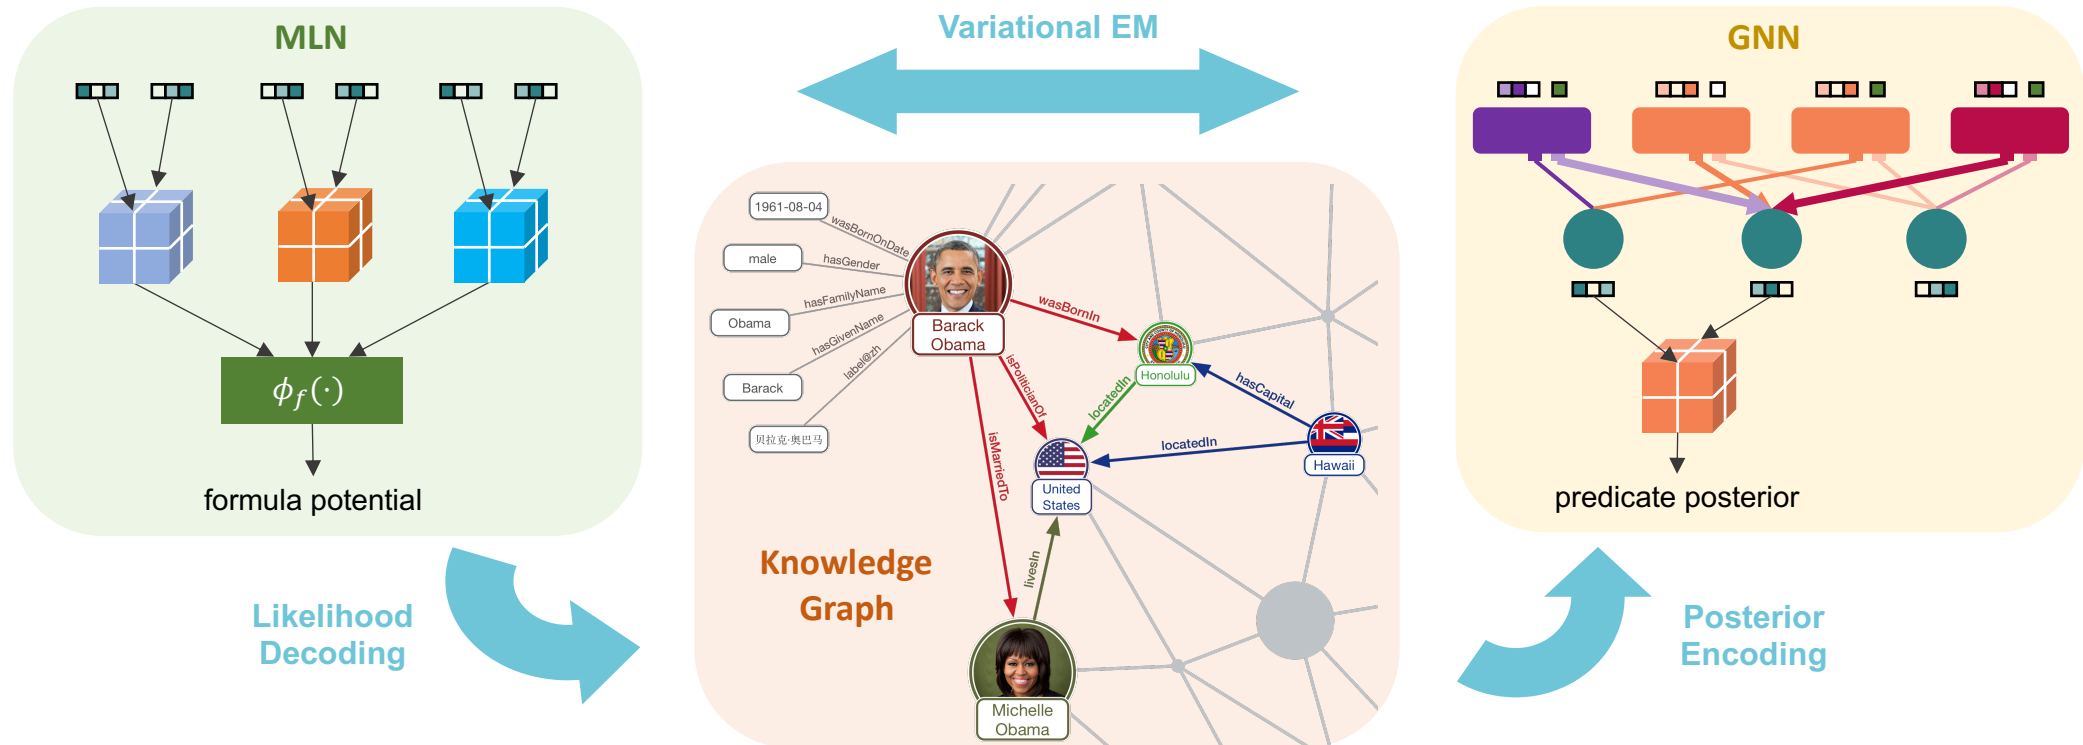 MLN
ϕ_f(·)
formula potential
Likelihood
Decoding
Variational EM
1961-08-04
male
Obama
Barack
贝拉克·奥巴马
wasBornOnDate
hasGender
hasFamilyName
hasGivenName
label@zh
Barack
Obama
wasBornIn
isPoliticianOf
isMarriedTo
Honolulu
locatedIn
hasCapital
locatedIn
Hawaii
United
States
livesIn
Michelle
Obama
Knowledge
Graph
GNN
predicate posterior
Posterior
Encoding